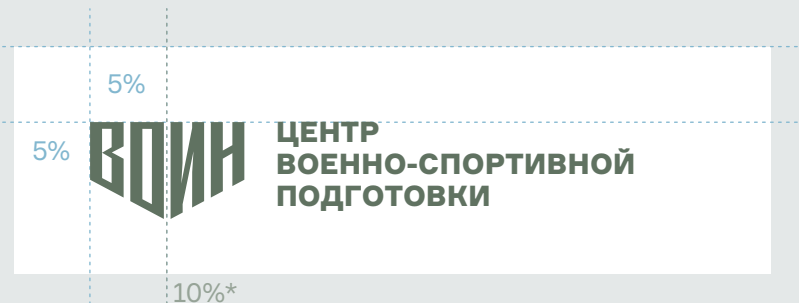 5%
5%
ВОИН
ЦЕНТР
ВОЕННО-СПОРТИВНОЙ
ПОДГОТОВКИ
10%*